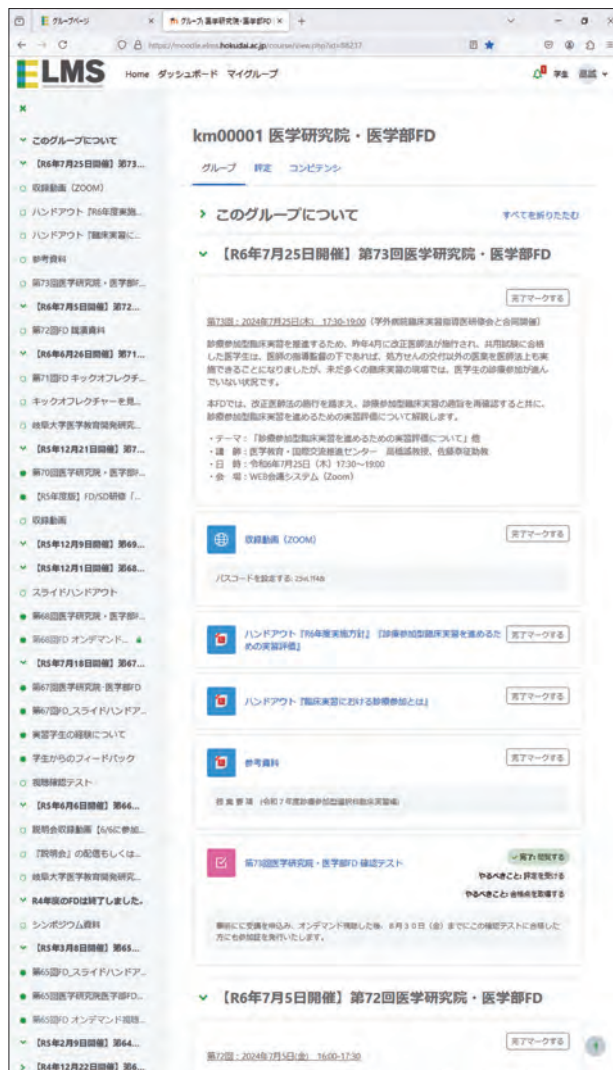 グループページ
グループ: 医学研究院・医学部FD
https://moodle.elms.hokudai.ac.jp/course/view.php?id=88217
ELMS
Home ダッシュボード マイグループ
学生
このグループについて
【R6年7月25日開催】第73...
収録動画（ZOOM）
ハンドアウト『R6年度実施...
ハンドアウト『臨床実習に...
参考資料
第73回医学研究院・医学部F...
【R6年7月5日開催】第72...
第72回FD
【R6年6月26日開催】第71...
第71回FD キックオフレクチ...
キックオフレクチャーを見...
岐阜大学医学教育開発研究...
【R5年12月21日開催】第7...
第70回医学研究院・医学部F...
【R5年度版】FD/SD研修「...
収録動画
【R5年12月9日開催】第69...
【R5年12月1日開催】第68...
スライドハンドアウト
第68回医学研究院・医学部F...
第68回FD オンデマンド...
【R5年7月18日開催】第67...
第67回医学研究院・医学部FD
第67回FD_スライドハンドア...
実習学生の経験について
学生からのフィードバック
視聴確認テスト
【R5年6月6日開催】第66...
説明会収録動画【6/6に参加...
『説明会』の配信もしくは...
岐阜大学医学教育開発研究...
R4年度のFDは終了しました。
シンポジウム資料
【R5年3月8日開催】第65...
第65回FD_スライドハンドア...
第65回医学研究院医学部FD...
第65回FD オンデマンド視聴...
【R5年2月9日開催】第64...
【R4年12月22日開催】第6...
km00001 医学研究院・医学部FD
グループ 評定 コンピテンシ
このグループについて
すべてを折りたたむ
【R6年7月25日開催】第73回医学研究院・医学部FD
完了マークする
第73回：2024年7月25日(木) 17:30-19:00（学外病院臨床実習指導医研修会と合同開催）
診療参加型臨床実習を推進するため、昨年4月に改正医師法が施行され、共用試験に合格
した医学生は、医師の指導監督の下であれば、処方せんの交付以外の医業を医師法上も実
施できることになりましたが、未だ多くの臨床実習の現場では、医学生の診療参加が進ん
でいない状況です。
本FDでは、改正医師法の施行を踏まえ、診療参加型臨床実習の趣旨を再確認すると共に、
診療参加型臨床実習を進めるための実習評価について解説します。
・テーマ：「診療参加型臨床実習を進めるための実習評価について」他
・講　師：医学教育・国際交流推進センター　高橋誠教授、佐藤准助教
・日　時：令和6年7月25日（木）17:30～19:00
・会　場：WEB会議システム（Zoom）
収録動画（ZOOM）
完了マークする
パスコードを設定する:
ハンドアウト『R6年度実施方針』『診療参加型臨床実習を進めるた
めの実習評価』
完了マークする
ハンドアウト『臨床実習における診療参加とは』
完了マークする
参考資料
完了マークする
授 業 要 項 （令和７年度診療参加型選択科臨床実習編）
第73回医学研究院・医学部FD 確認テスト
完了: 閲覧する
やるべきこと: 評定を受ける
やるべきこと: 合格点を取得する
事前にに受講を申込み、オンデマンド視聴した後、８月３０日（金）までにこの確認テストに合格した
方にも参加証を発行いたします。
【R6年7月5日開催】第72回医学研究院・医学部FD
完了マークする
第72回：2024年7月5日(金) 16:00-17:30